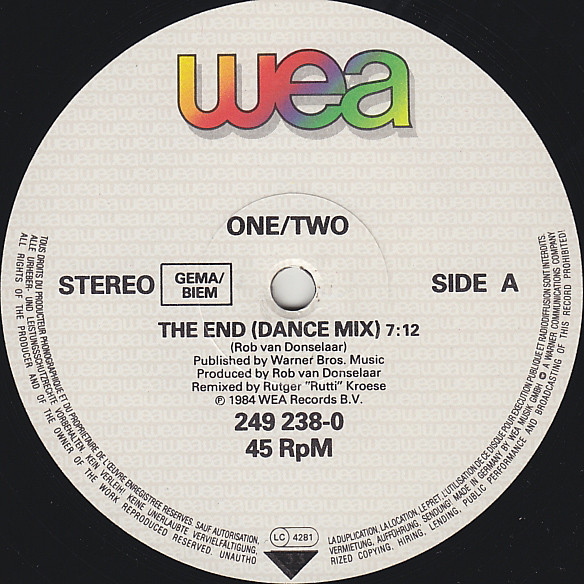 wea
ONE/TWO
STEREO
GEMA/
BIEM
SIDE A
THE END (DANCE MIX) 7:12
(Rob van Donselaar)
Published by Warner Bros. Music
Produced by Rob van Donselaar
Remixed by Rutger "Rutti" Kroese
℗ 1984 WEA Records B.V.
249 238-0
45 RpM
LC 4281
TOUS DROITS DU PRODUCTEUR PHONOGRAPHIQUE ET DU PROPRIETAIRE DE L'ŒUVRE ENREGISTREE RESERVES. SAUF AUTORISATION,
LA DUPLICATION, LA LOCATION, LE PRET, L'UTILISATION DE CE DISQUE POUR EXECUTION PUBLIQUE ET RADIODIFFUSION SONT INTERDITS.
ALLE URHEBER- UND LEISTUNGSSCHUTZRECHTE VORBEHALTEN. KEIN VERLEIH! KEINE UNERLAUBTE VERVIELFÄLTIGUNG,
VERMIETUNG, AUFFÜHRUNG, SENDUNG! MADE IN GERMANY BY WEA MUSIK GMBH A WARNER COMMUNICATIONS COMPANY
ALL RIGHTS OF THE PRODUCER AND OF THE OWNER OF THE WORK REPRODUCED RESERVED. UNAUTHO
RIZED COPYING, HIRING, LENDING, PUBLIC PERFORMANCE AND BROADCASTING OF THIS RECORD PROHIBITED!